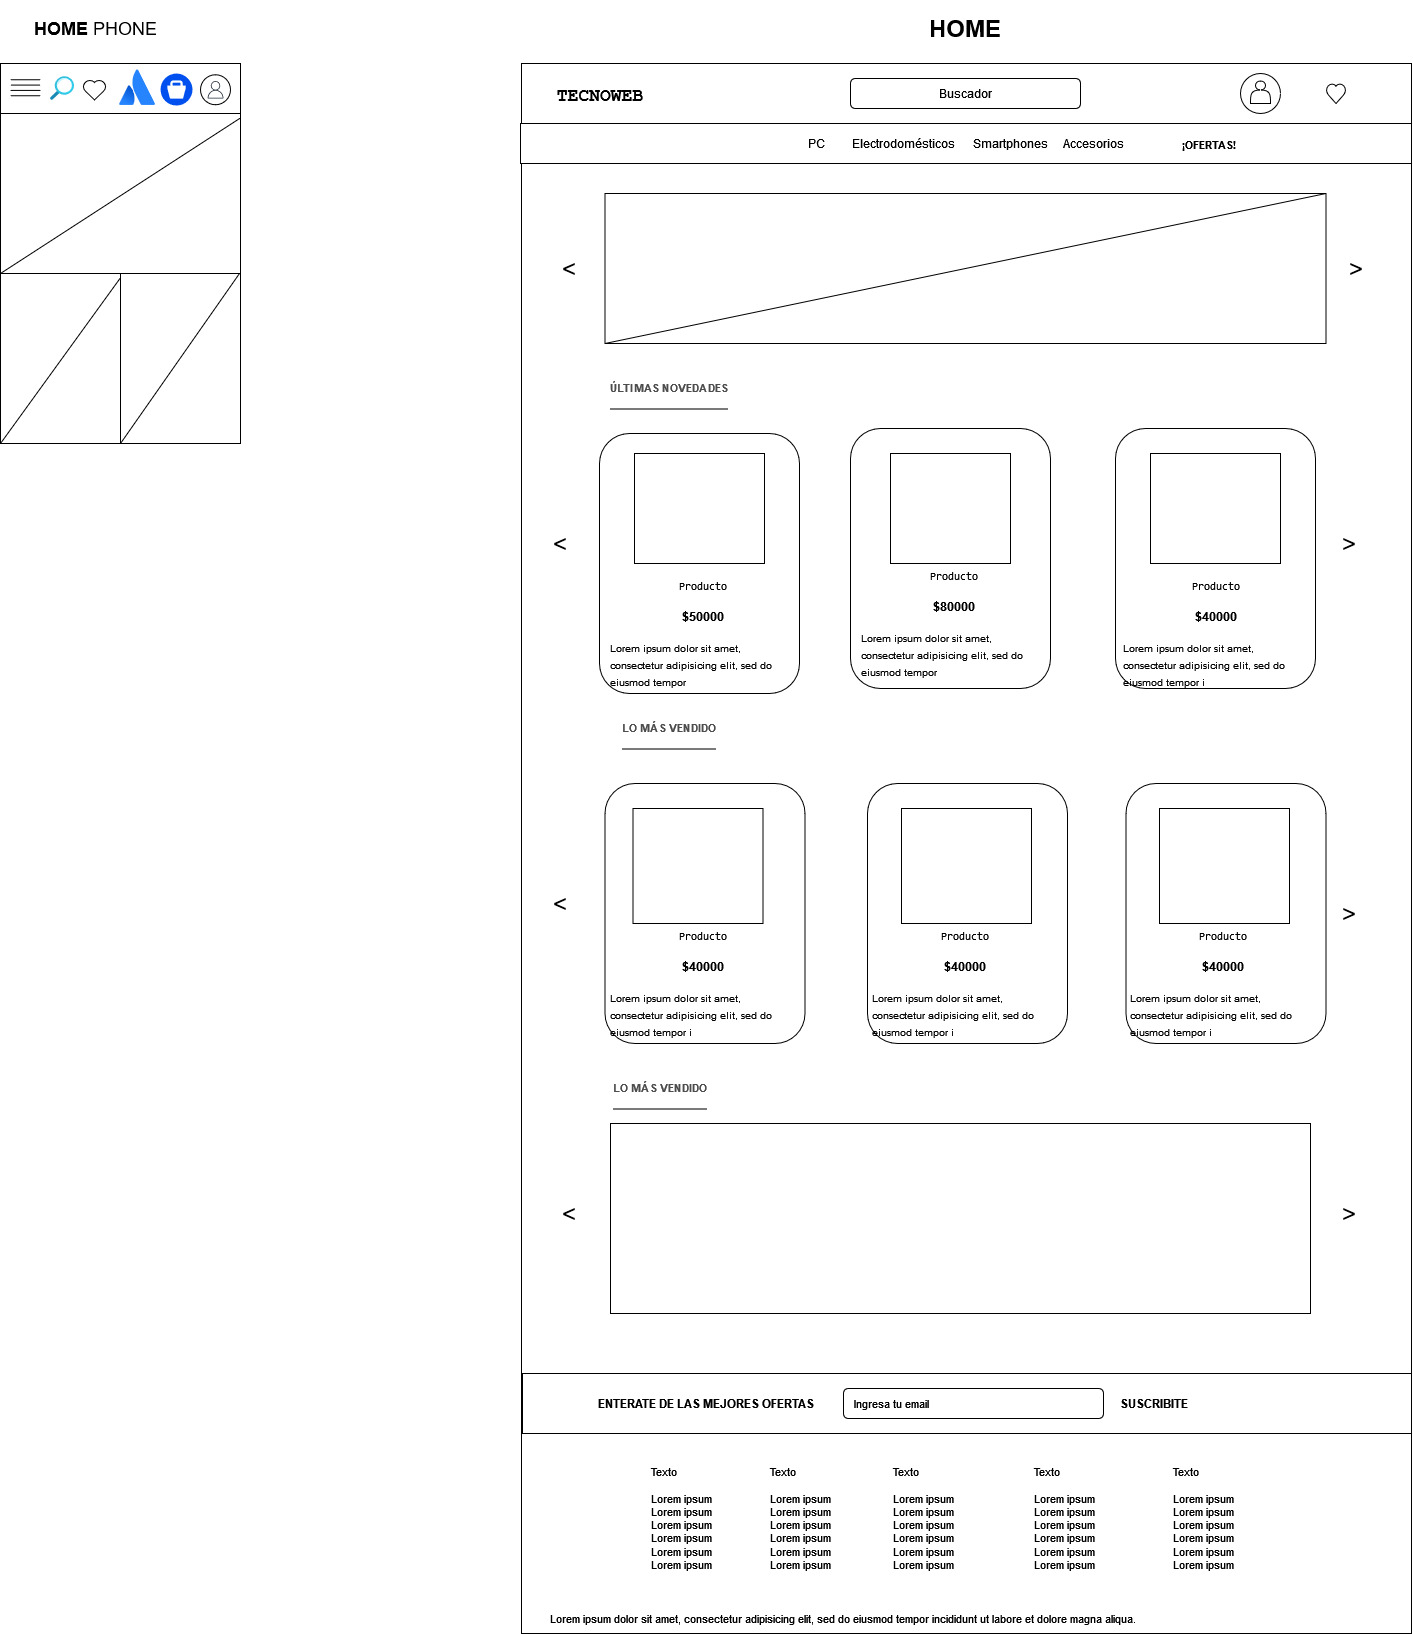 HOME PHONE
HOME
TECNOWEB
Buscador
PC Electrodomésticos Smartphones Accesorios ¡OFERTAS!
< >
ÚLTIMAS NOVEDADES
< >
Producto
$50000
Lorem ipsum dolor sit amet,
consectetur adipisicing elit, sed do
eiusmod tempor
Producto
$80000
Lorem ipsum dolor sit amet,
consectetur adipisicing elit, sed do
eiusmod tempor
Producto
$40000
Lorem ipsum dolor sit amet,
consectetur adipisicing elit, sed do
eiusmod tempor i
LO MÁS VENDIDO
< >
Producto
$40000
Lorem ipsum dolor sit amet,
consectetur adipisicing elit, sed do
eiusmod tempor i
Producto
$40000
Lorem ipsum dolor sit amet,
consectetur adipisicing elit, sed do
eiusmod tempor i
Producto
$40000
Lorem ipsum dolor sit amet,
consectetur adipisicing elit, sed do
eiusmod tempor i
LO MÁS VENDIDO
< >
ENTERATE DE LAS MEJORES OFERTAS Ingresa tu email SUSCRIBITE
Texto Texto Texto Texto Texto
Lorem ipsum Lorem ipsum Lorem ipsum Lorem ipsum Lorem ipsum
Lorem ipsum Lorem ipsum Lorem ipsum Lorem ipsum Lorem ipsum
Lorem ipsum Lorem ipsum Lorem ipsum Lorem ipsum Lorem ipsum
Lorem ipsum Lorem ipsum Lorem ipsum Lorem ipsum Lorem ipsum
Lorem ipsum Lorem ipsum Lorem ipsum Lorem ipsum Lorem ipsum
Lorem ipsum Lorem ipsum Lorem ipsum Lorem ipsum Lorem ipsum
Lorem ipsum dolor sit amet, consectetur adipisicing elit, sed do eiusmod tempor incididunt ut labore et dolore magna aliqua.